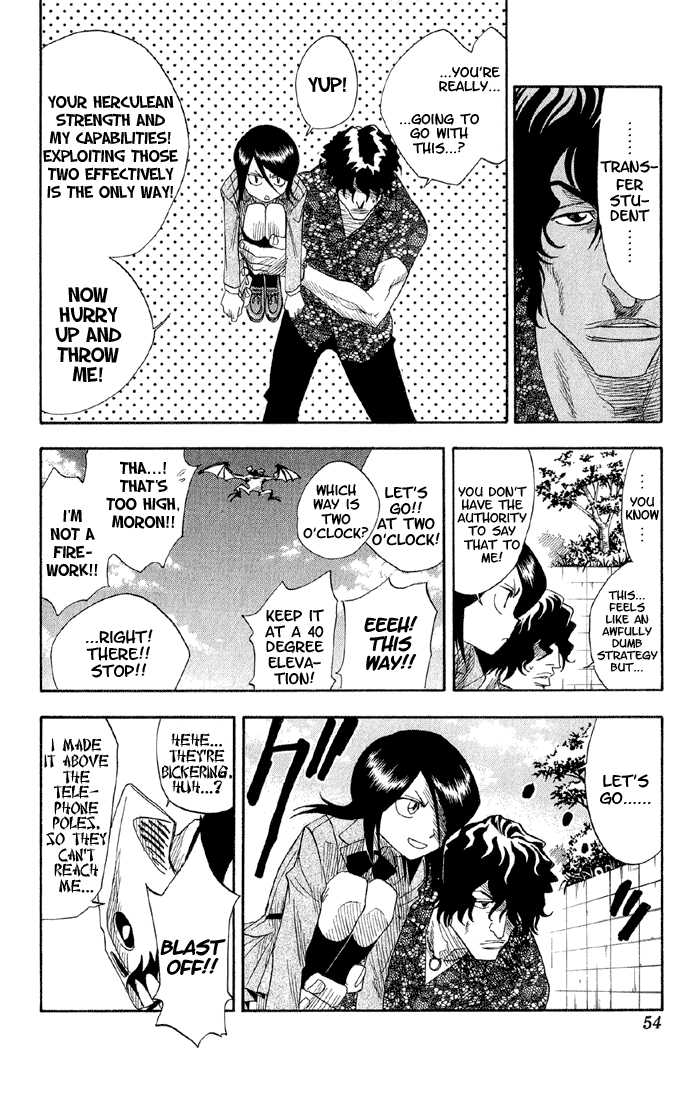 ......
TRANS-
FER
STU-
DENT
......
...YOU'RE
REALLY...
...GOING TO
GO WITH
THIS...?
YUP!
YOUR HERCULEAN
STRENGTH AND
MY CAPABILITIES!
EXPLOITING THOSE
TWO EFFECTIVELY
IS THE ONLY WAY!
NOW
HURRY
UP AND
THROW
ME!
...
YOU
KNOW
...
THIS...
FEELS
LIKE AN
AWFULLY
DUMB
STRATEGY
BUT...
YOU DON'T
HAVE THE
AUTHORITY
TO SAY
THAT TO
ME!
LET'S
GO!!
AT TWO
O'CLOCK!
WHICH
WAY IS
TWO
O'CLOCK?
EEEH!
THIS
WAY!!
KEEP IT
AT A 40
DEGREE
ELEVA-
TION!
THA...!
THAT'S
TOO HIGH,
MORON!!
I'M
NOT A
FIRE-
WORK!!
...RIGHT!
THERE!!
STOP!!
LET'S
GO......
HEHE...
THEY'RE
BICKERING,
HUH...?
I MADE
IT ABOVE
THE
TELE-
PHONE
POLES,
SO THEY
CAN'T
REACH
ME...
BLAST
OFF!!
54